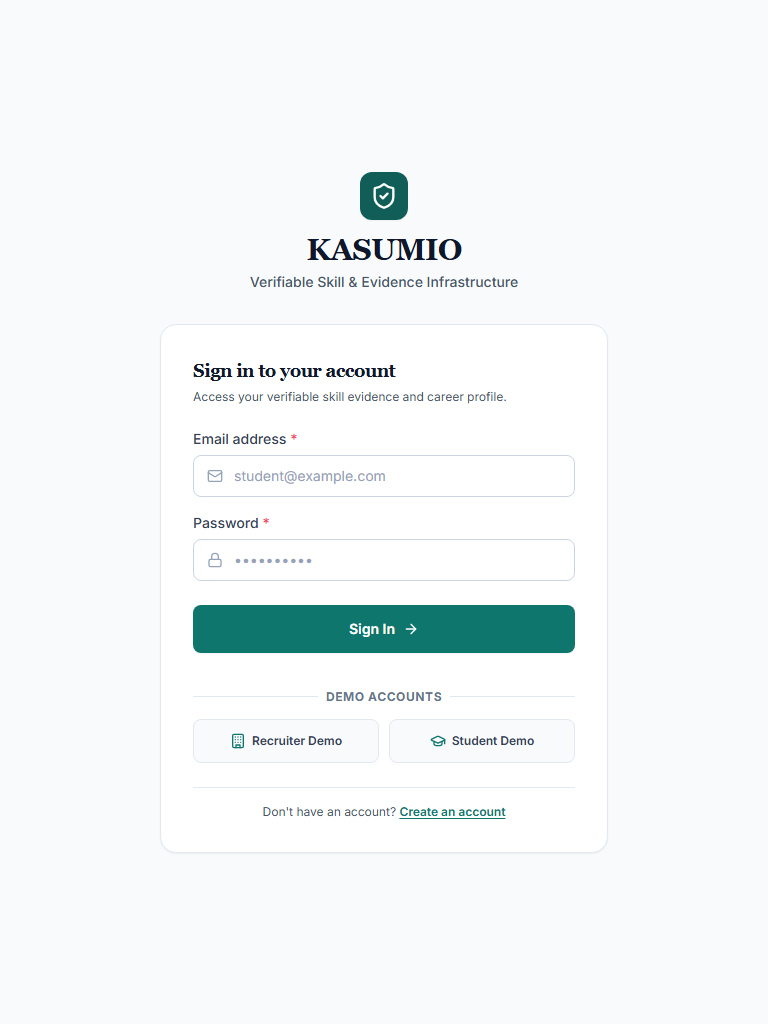 KASUMIO
Verifiable Skill & Evidence Infrastructure
Sign in to your account
Access your verifiable skill evidence and career profile.
Email address *
student@example.com
Password *
••••••••••
Sign In →
DEMO ACCOUNTS
Recruiter Demo
Student Demo
Don't have an account? Create an account